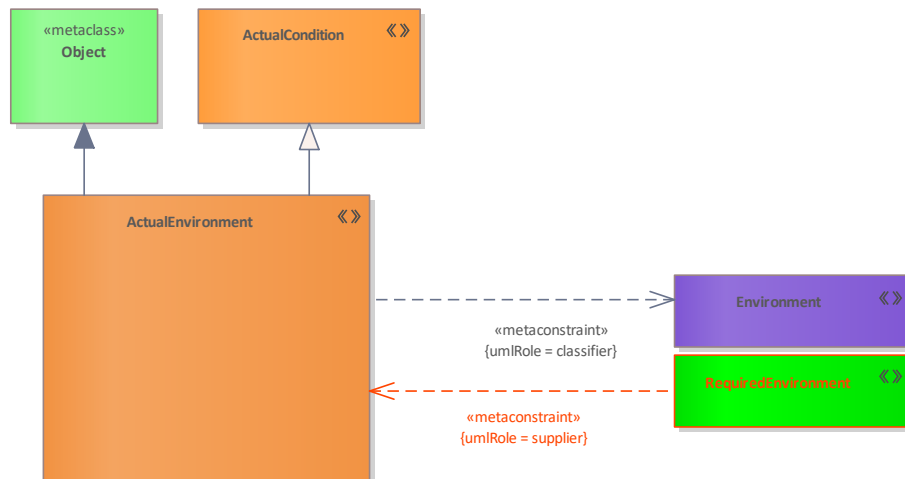 «metaclass»
Object
ActualCondition
ActualEnvironment
Environment
«metaconstraint»
{umlRole = classifier}
RequiredEnvironment
«metaconstraint»
{umlRole = supplier}